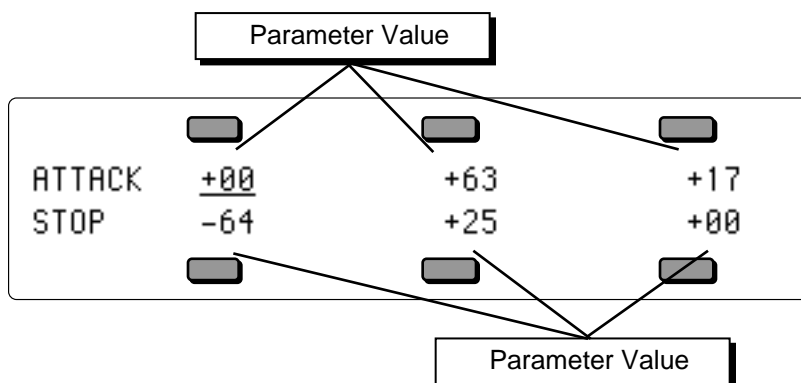 Parameter Value
ATTACK +00 +63 +17
STOP -64 +25 +00
Parameter Value